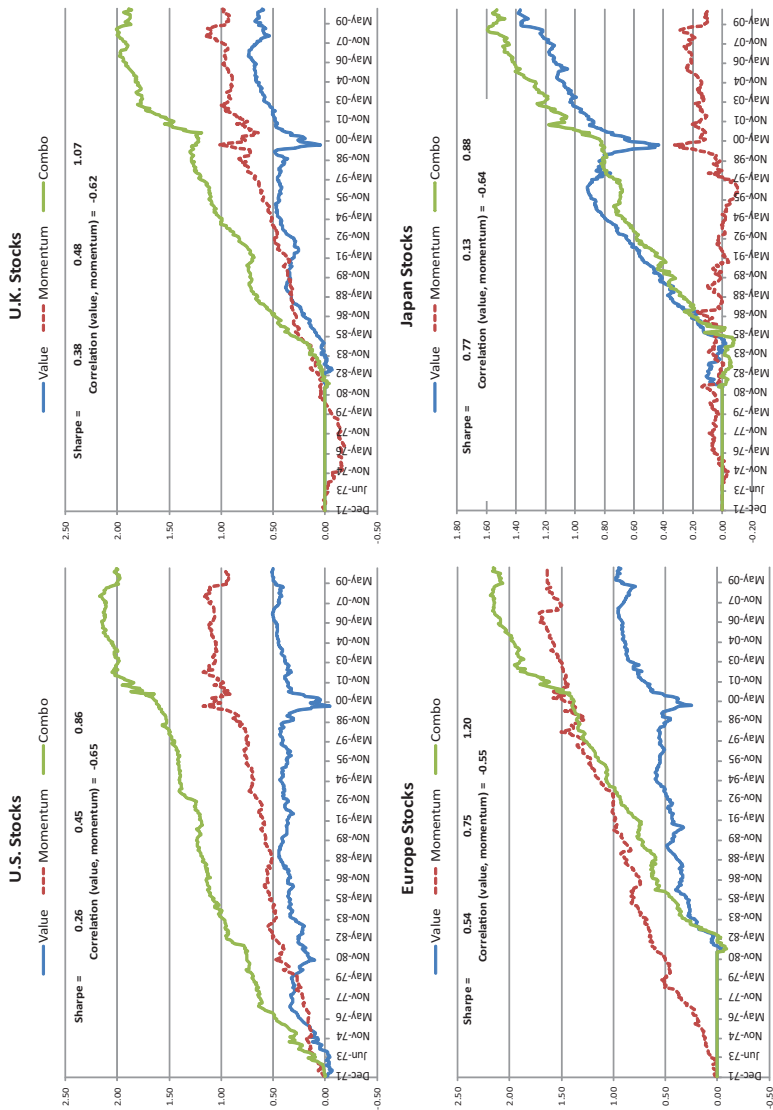 U.S. Stocks
Value Momentum Combo
Sharpe = 0.26 0.45 0.86
Correlation (value, momentum) = -0.65
2.50
2.00
1.50
1.00
0.50
0.00
-0.50
Dec-71
Jun-73
Nov-74
May-76
Nov-77
May-79
Nov-80
May-82
Nov-83
May-85
Nov-86
May-88
Nov-89
May-91
Nov-92
May-94
Nov-95
May-97
Nov-98
May-00
Nov-01
May-03
Nov-04
May-06
Nov-07
May-09
U.K. Stocks
Value Momentum Combo
Sharpe = 0.38 0.48 1.07
Correlation (value, momentum) = -0.62
2.50
2.00
1.50
1.00
0.50
0.00
-0.50
Dec-71
Jun-73
Nov-74
May-76
Nov-77
May-79
Nov-80
May-82
Nov-83
May-85
Nov-86
May-88
Nov-89
May-91
Nov-92
May-94
Nov-95
May-97
Nov-98
May-00
Nov-01
May-03
Nov-04
May-06
Nov-07
May-09
Europe Stocks
Value Momentum Combo
Sharpe = 0.54 0.75 1.20
Correlation (value, momentum) = -0.55
2.50
2.00
1.50
1.00
0.50
0.00
-0.50
Dec-71
Jun-73
Nov-74
May-76
Nov-77
May-79
Nov-80
May-82
Nov-83
May-85
Nov-86
May-88
Nov-89
May-91
Nov-92
May-94
Nov-95
May-97
Nov-98
May-00
Nov-01
May-03
Nov-04
May-06
Nov-07
May-09
Japan Stocks
Value Momentum Combo
Sharpe = 0.77 0.13 0.88
Correlation (value, momentum) = -0.64
1.80
1.60
1.40
1.20
1.00
0.80
0.60
0.40
0.20
0.00
-0.20
Dec-71
Jun-73
Nov-74
May-76
Nov-77
May-79
Nov-80
May-82
Nov-83
May-85
Nov-86
May-88
Nov-89
May-91
Nov-92
May-94
Nov-95
May-97
Nov-98
May-00
Nov-01
May-03
Nov-04
May-06
Nov-07
May-09